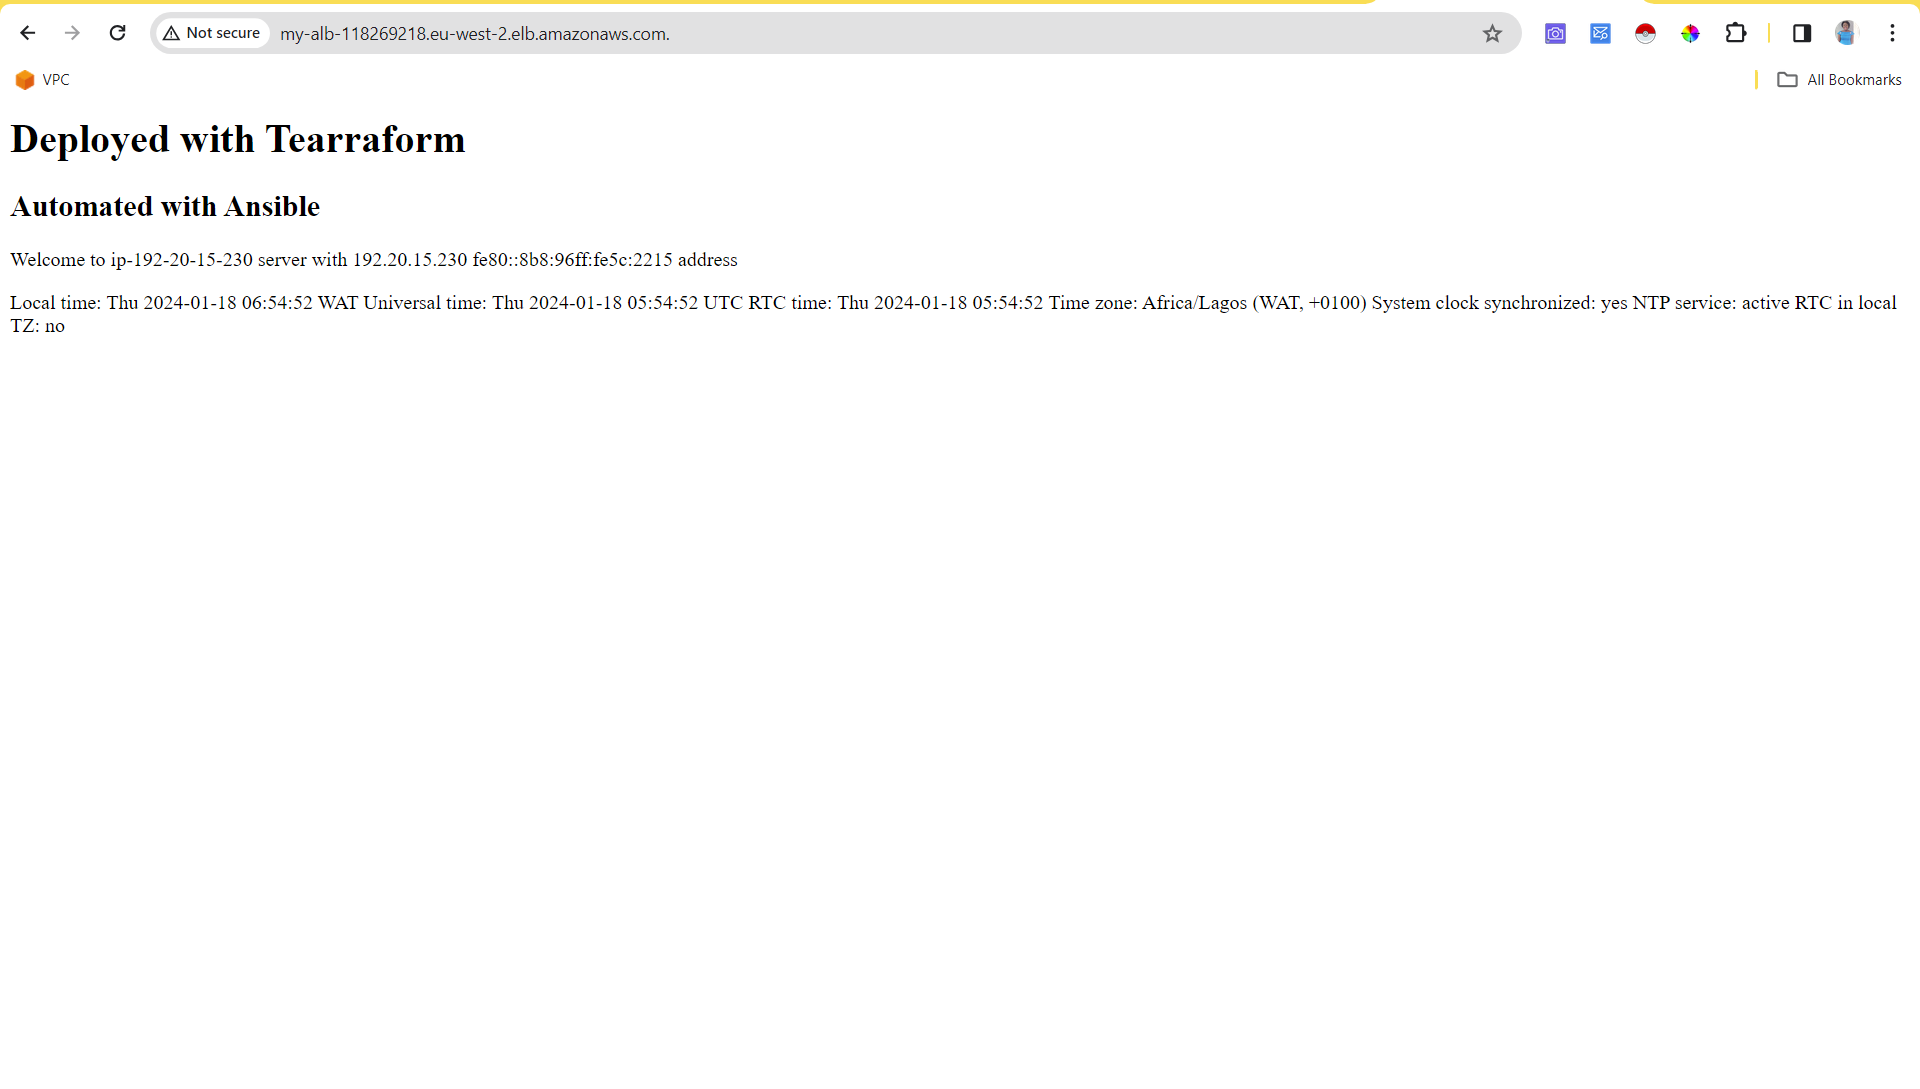 Not secure
my-alb-118269218.eu-west-2.elb.amazonaws.com.
VPC
All Bookmarks
Deployed with Tearraform
Automated with Ansible
Welcome to ip-192-20-15-230 server with 192.20.15.230 fe80::8b8:96ff:fe5c:2215 address
Local time: Thu 2024-01-18 06:54:52 WAT Universal time: Thu 2024-01-18 05:54:52 UTC RTC time: Thu 2024-01-18 05:54:52 Time zone: Africa/Lagos (WAT, +0100) System clock synchronized: yes NTP service: active RTC in local
TZ: no